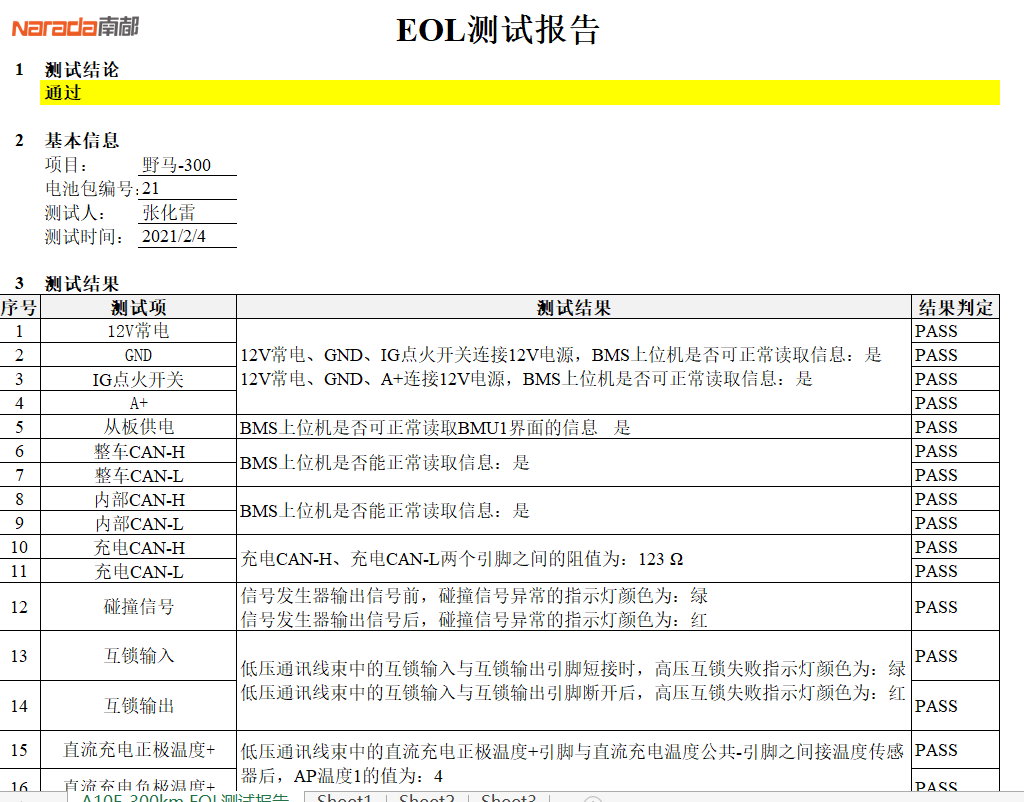 Narada南都
EOL测试报告
1 测试结论
通过
2 基本信息
项目： 野马-300
电池包编号：21
测试人： 张化雷
测试时间： 2021/2/4
3 测试结果
序号 测试项 测试结果 结果判定
1 12V常电 PASS
2 GND 12V常电、GND、IG点火开关连接12V电源，BMS上位机是否可正常读取信息：是 PASS
3 IG点火开关 12V常电、GND、A+连接12V电源，BMS上位机是否可正常读取信息：是 PASS
4 A+ PASS
5 从板供电 BMS上位机是否可正常读取BMU1界面的信息 是 PASS
6 整车CAN-H PASS
BMS上位机是否能正常读取信息：是
7 整车CAN-L PASS
8 内部CAN-H PASS
BMS上位机是否能正常读取信息：是
9 内部CAN-L PASS
10 充电CAN-H PASS
充电CAN-H、充电CAN-L两个引脚之间的阻值为：123 Ω
11 充电CAN-L PASS
12 碰撞信号 信号发生器输出信号前，碰撞信号异常的指示灯颜色为：绿 PASS
信号发生器输出信号后，碰撞信号异常的指示灯颜色为：红
13 互锁输入 PASS
低压通讯线束中的互锁输入与互锁输出引脚短接时，高压互锁失败指示灯颜色为：绿
低压通讯线束中的互锁输入与互锁输出引脚断开后，高压互锁失败指示灯颜色为：红
14 互锁输出 PASS
15 直流充电正极温度+ 低压通讯线束中的直流充电正极温度+引脚与直流充电温度公共-引脚之间接温度传感 PASS
器后，AP温度1的值为：4
16 直流充电负极温度+ PASS
A105-300km EOL测试报告 Sheet1 Sheet2 Sheet3